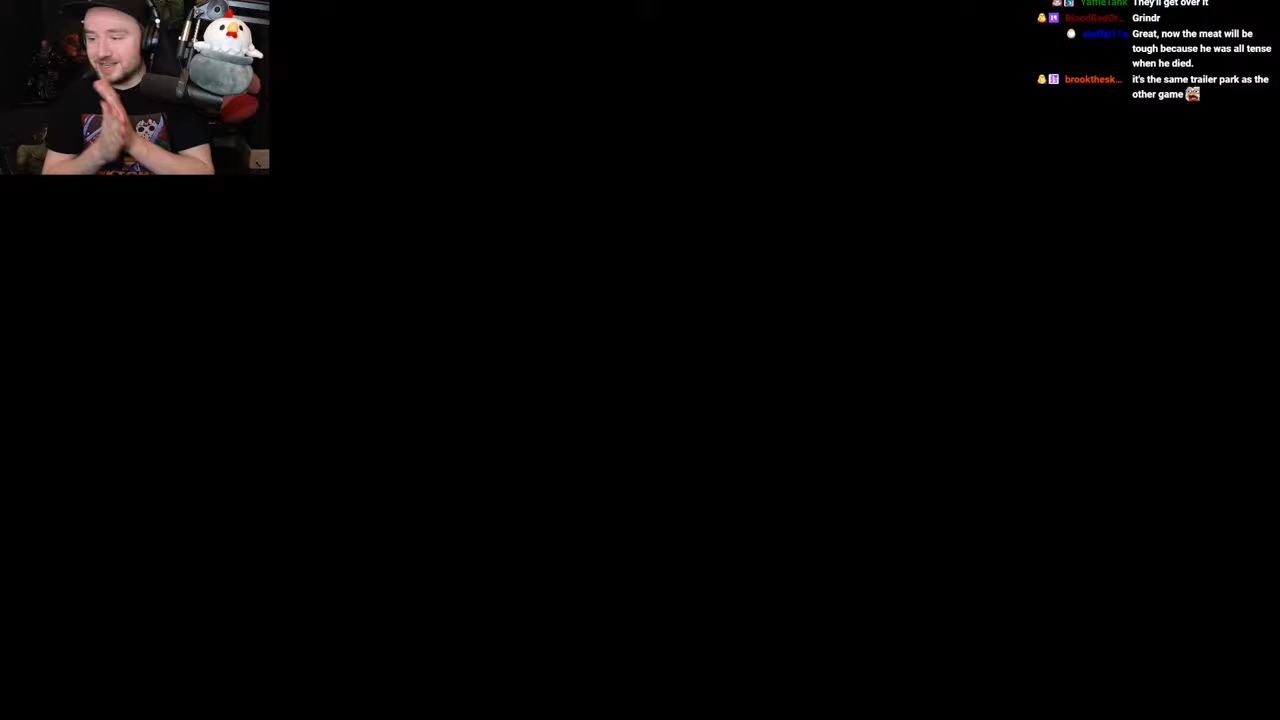 YaffleTank They'll get over it
Grindr
Great, now the meat will be
tough because he was all tense
when he died.
brookthesk... it's the same trailer park as the
other game